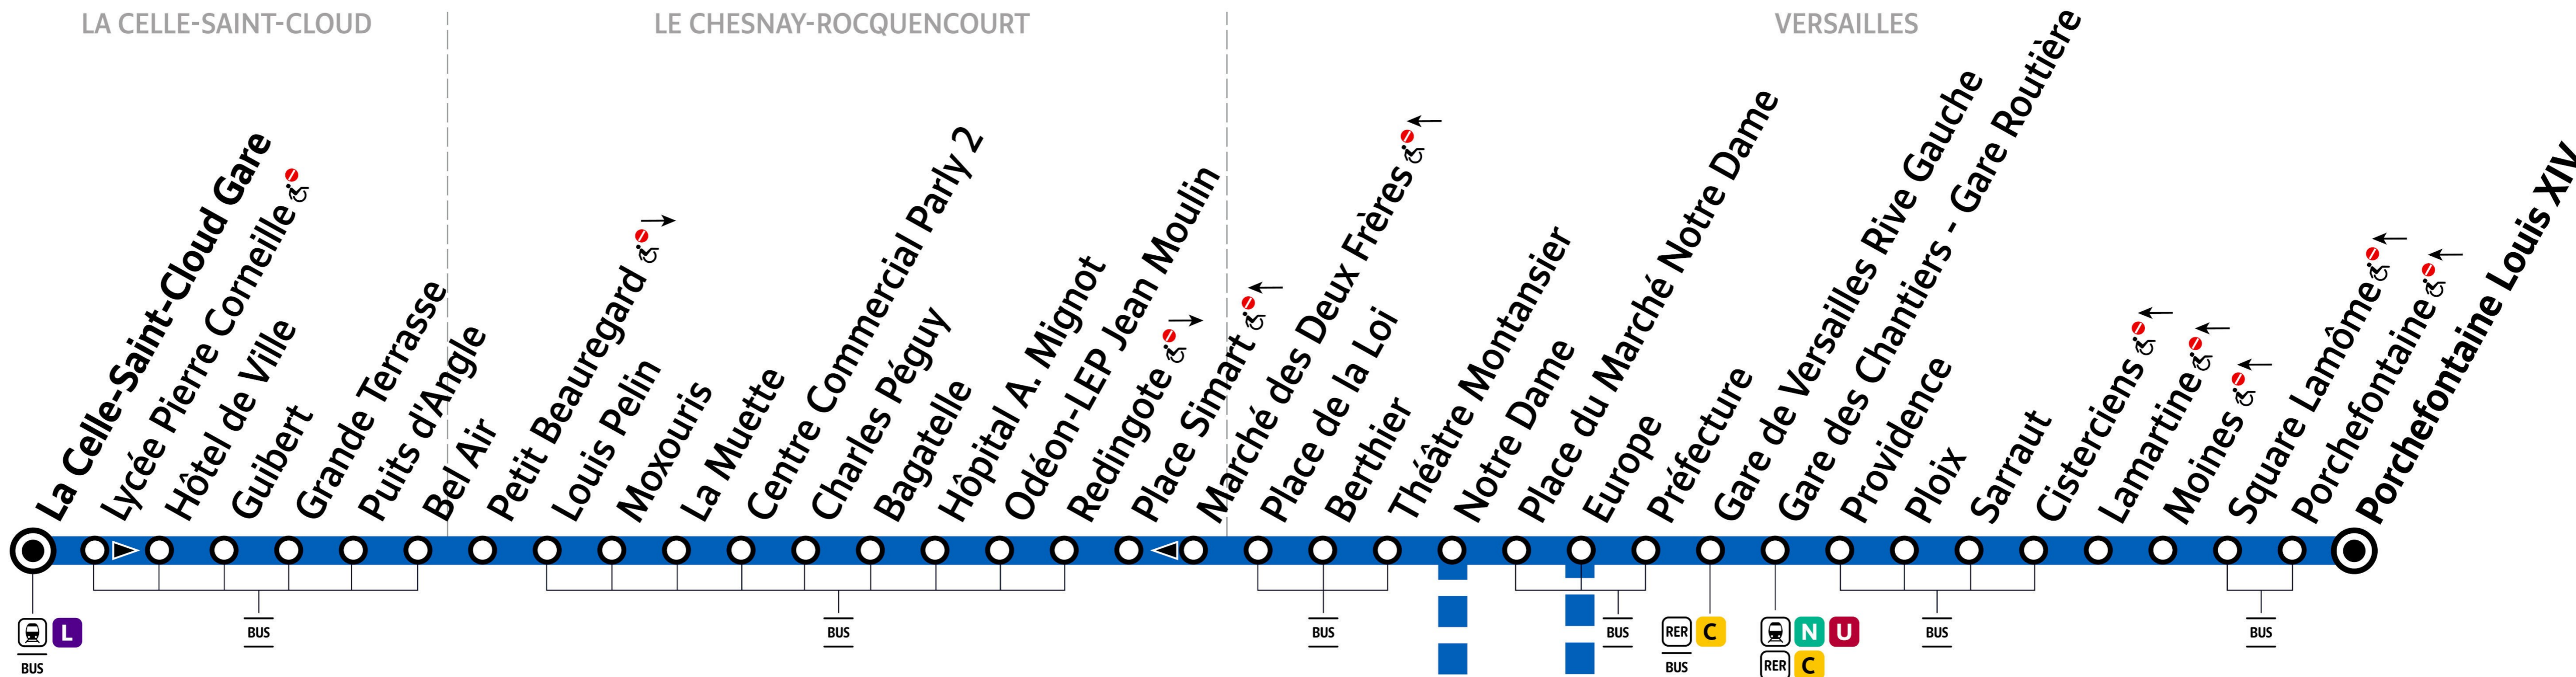 LA CELLE-SAINT-CLOUD
LE CHESNAY-ROCQUENCOURT
VERSAILLES
La Celle-Saint-Cloud Gare
Lycée Pierre Corneille
Hôtel de Ville
Guibert
Grande Terrasse
Puits d'Angle
Bel Air
Petit Beauregard
Louis Pelin
Moxouris
La Muette
Centre Commercial Parly 2
Charles Péguy
Bagatelle
Hôpital A. Mignot
Odéon-LEP Jean Moulin
Redingote
Place Simart
Marché des Deux Frères
Place de la Loi
Berthier
Théâtre Montansier
Notre Dame
Place du Marché Notre Dame
Europe
Préfecture
Gare de Versailles Rive Gauche
Gare des Chantiers - Gare Routière
Providence
Ploix
Sarraut
Cisterciens
Lamartine
Moines
Square Lamôme
Porchefontaine
Porchefontaine Louis XIV
L
BUS
BUS
BUS
BUS
BUS
RER C
BUS
N U
RER C
BUS
BUS